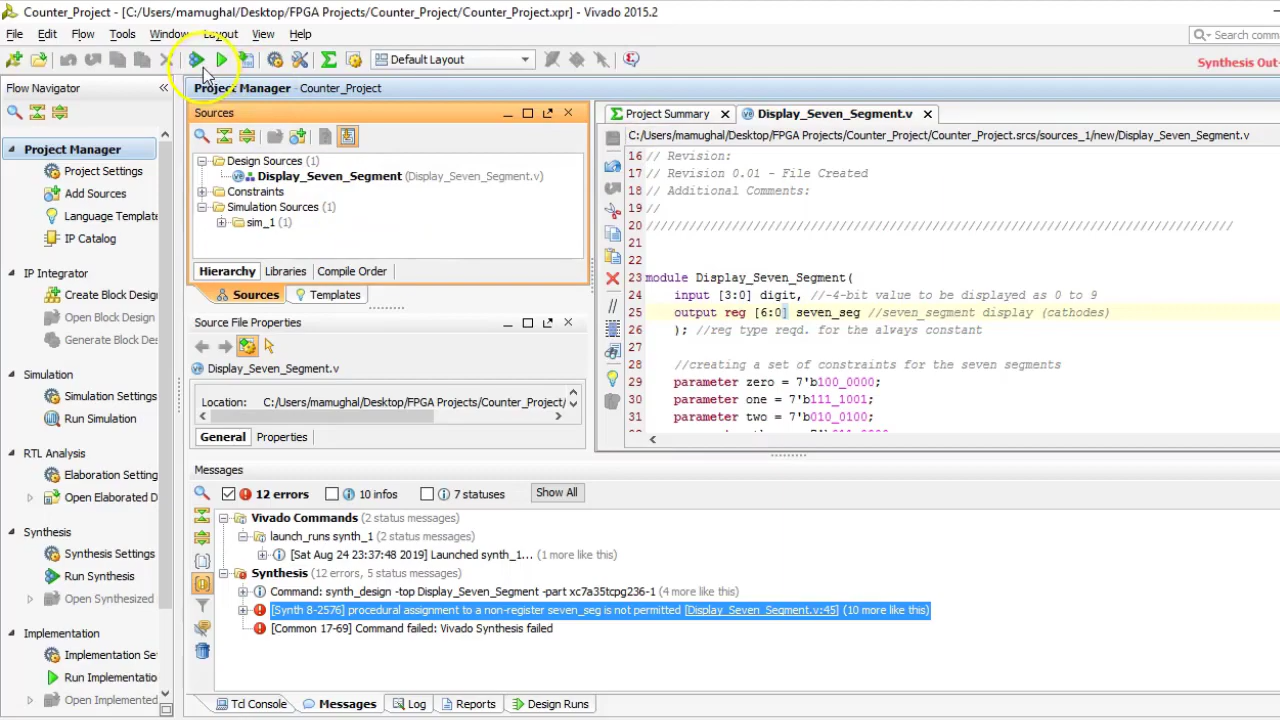 Counter_Project - [C:/Users/mamughal/Desktop/FPGA Projects/Counter_Project/Counter_Project.xpr] - Vivado 2015.2
File Edit Flow Tools Window Layout View Help
Search commands
Default Layout
Synthesis Out-
Flow Navigator
Project Manager
Project Settings
Add Sources
Language Templa
IP Catalog
IP Integrator
Create Block Desig
Open Block Design
Generate Block De
Simulation
Simulation Settings
Run Simulation
RTL Analysis
Elaboration Setting
Open Elaborated D
Synthesis
Synthesis Settings
Run Synthesis
Open Synthesized
Implementation
Implementation Se
Run Implementatio
Open Implemented
Project Manager - Counter_Project
Sources
Design Sources (1)
Display_Seven_Segment (Display_Seven_Segment.v)
Constraints
Simulation Sources (1)
sim_1 (1)
Hierarchy Libraries Compile Order
Sources Templates
Source File Properties
Display_Seven_Segment.v
Location: C:/Users/mamughal/Desktop/FPGA Projects/Counter_Project/
General Properties
Project Summary Display_Seven_Segment.v
C:/Users/mamughal/Desktop/FPGA Projects/Counter_Project/Counter_Project.srcs/sources_1/new/Display_Seven_Segment.v
16 // Revision:
17 // Revision 0.01 - File Created
18 // Additional Comments:
19 //
20 //////////////////////////////////////////////////////////////////////////////////
21
22
23 module Display_Seven_Segment(
24 input [3:0] digit, //-4-bit value to be displayed as 0 to 9
25 output reg [6:0] seven_seg //seven_segment display (cathodes)
26 ); //reg type reqd. for the always constant
27
28 //creating a set of constraints for the seven segments
29 parameter zero = 7'b100_0000;
30 parameter one = 7'b111_1001;
31 parameter two = 7'b010_0100;
Messages
12 errors 10 infos 7 statuses Show All
Vivado Commands (2 status messages)
launch_runs synth_1 (2 status messages)
[Sat Aug 24 23:37:48 2019] Launched synth_1... (1 more like this)
Synthesis (12 errors, 5 status messages)
Command: synth_design -top Display_Seven_Segment -part xc7a35tcpg236-1 (4 more like this)
[Synth 8-2576] procedural assignment to a non-register seven_seg is not permitted [Display_Seven_Segment.v:45] (10 more like this)
[Common 17-69] Command failed: Vivado Synthesis failed
Tcl Console Messages Log Reports Design Runs